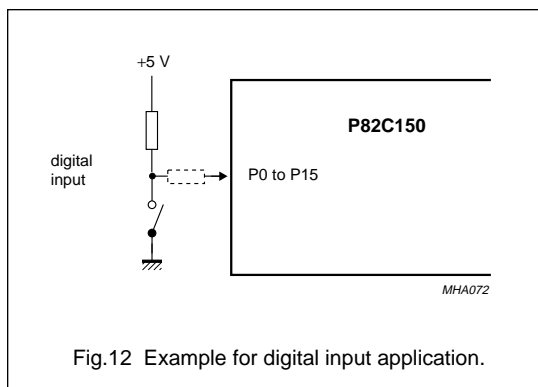 +5 V
P82C150
digital
input
P0 to P15
MHA072
Fig.12 Example for digital input application.